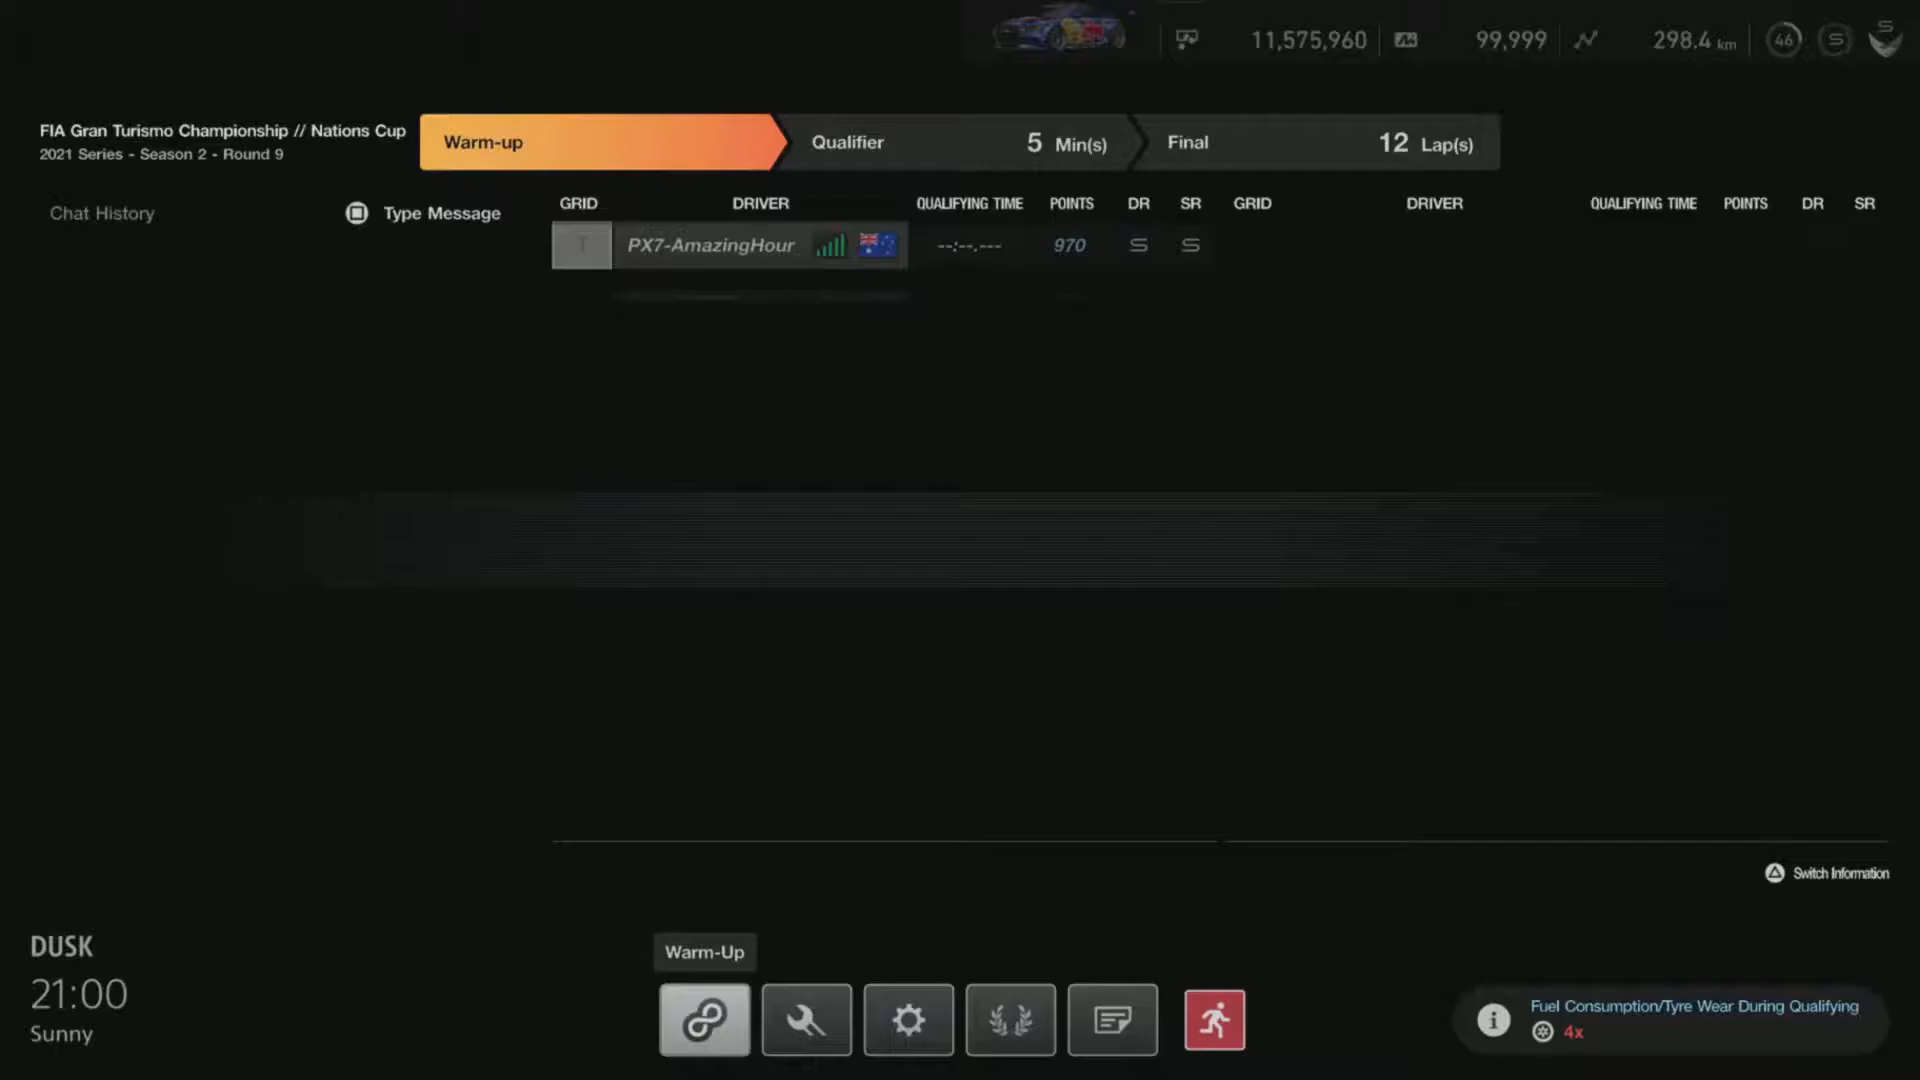 11,575,960
99,999
298.4 km
46
S
S
FIA Gran Turismo Championship // Nations Cup
2021 Series - Season 2 - Round 9
Warm-up
Qualifier 5 Min(s)
Final 12 Lap(s)
Chat History
Type Message
GRID DRIVER QUALIFYING TIME POINTS DR SR GRID DRIVER QUALIFYING TIME POINTS DR SR
PX7-AmazingHour --:--.--- 970 S S
Switch Information
DUSK
21:00
Sunny
Warm-Up
Fuel Consumption/Tyre Wear During Qualifying
4x